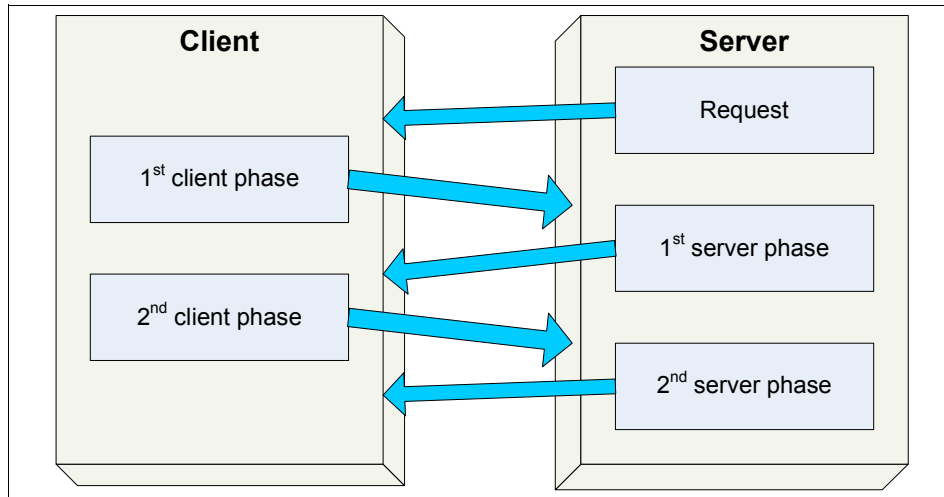 Client
Server
Request
1st client phase
1st server phase
2nd client phase
2nd server phase